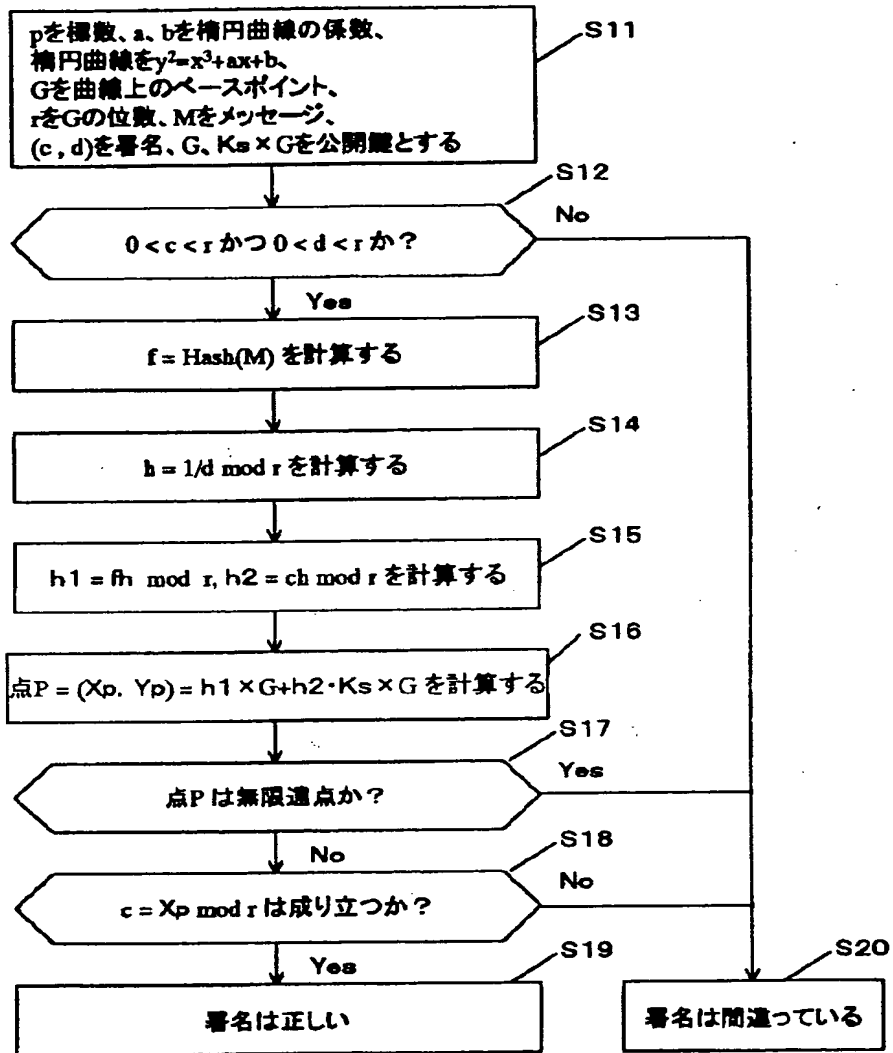 pを標数、a、bを楕円曲線の係数、
楕円曲線をy²=x³+ax+b、
Gを曲線上のベースポイント、
rをGの位数、Mをメッセージ、
(c , d)を署名、G、Ks×Gを公開鍵とする
S11
S12
0 < c < r かつ 0 < d < r か?
No
Yes
S13
f = Hash(M) を計算する
S14
h = 1/d mod r を計算する
S15
h1 = fh mod r, h2 = ch mod r を計算する
S16
点P = (Xp, Yp) = h1×G+h2・Ks×G を計算する
S17
点P は無限遠点か?
Yes
No
S18
c = Xp mod r は成り立つか?
No
Yes
S19
署名は正しい
S20
署名は間違っている